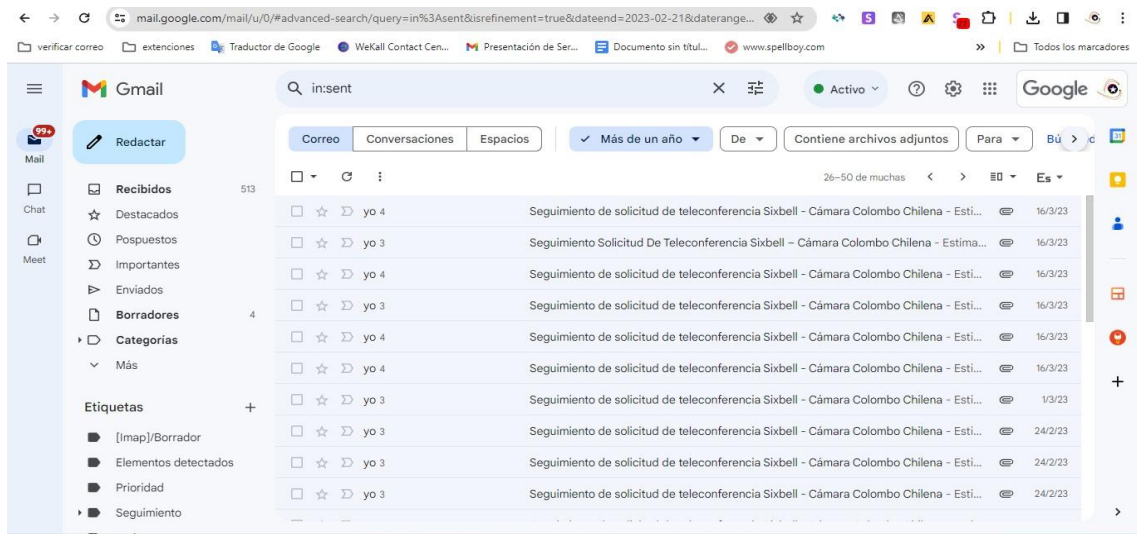 mail.google.com/mail/u/0/#advanced-search/query=in%3Asent&isrefinement=true&dateend=2023-02-21&daterange...
verificar correo extenciones Traductor de Google WeKall Contact Cen... Presentación de Ser... Documento sin títul... www.spellboy.com » Todos los marcadores
Gmail in:sent Activo Google
99+
Mail
Chat
Meet
Redactar
Recibidos 513
Destacados
Pospuestos
Importantes
Enviados
Borradores 4
Categorías
Más
Etiquetas +
[Imap]/Borrador
Elementos detectados
Prioridad
Seguimiento
Correo Conversaciones Espacios Más de un año De Contiene archivos adjuntos Para
26–50 de muchas Es
yo 4 Seguimiento de solicitud de teleconferencia Sixbell - Cámara Colombo Chilena - Esti... 16/3/23
yo 3 Seguimiento Solicitud De Teleconferencia Sixbell – Cámara Colombo Chilena - Estima... 16/3/23
yo 4 Seguimiento de solicitud de teleconferencia Sixbell - Cámara Colombo Chilena - Esti... 16/3/23
yo 3 Seguimiento de solicitud de teleconferencia Sixbell - Cámara Colombo Chilena - Esti... 16/3/23
yo 4 Seguimiento de solicitud de teleconferencia Sixbell - Cámara Colombo Chilena - Esti... 16/3/23
yo 4 Seguimiento de solicitud de teleconferencia Sixbell - Cámara Colombo Chilena - Esti... 16/3/23
yo 3 Seguimiento de solicitud de teleconferencia Sixbell - Cámara Colombo Chilena - Esti... 1/3/23
yo 3 Seguimiento de solicitud de teleconferencia Sixbell - Cámara Colombo Chilena - Esti... 24/2/23
yo 3 Seguimiento de solicitud de teleconferencia Sixbell - Cámara Colombo Chilena - Esti... 24/2/23
yo 3 Seguimiento de solicitud de teleconferencia Sixbell - Cámara Colombo Chilena - Esti... 24/2/23
31